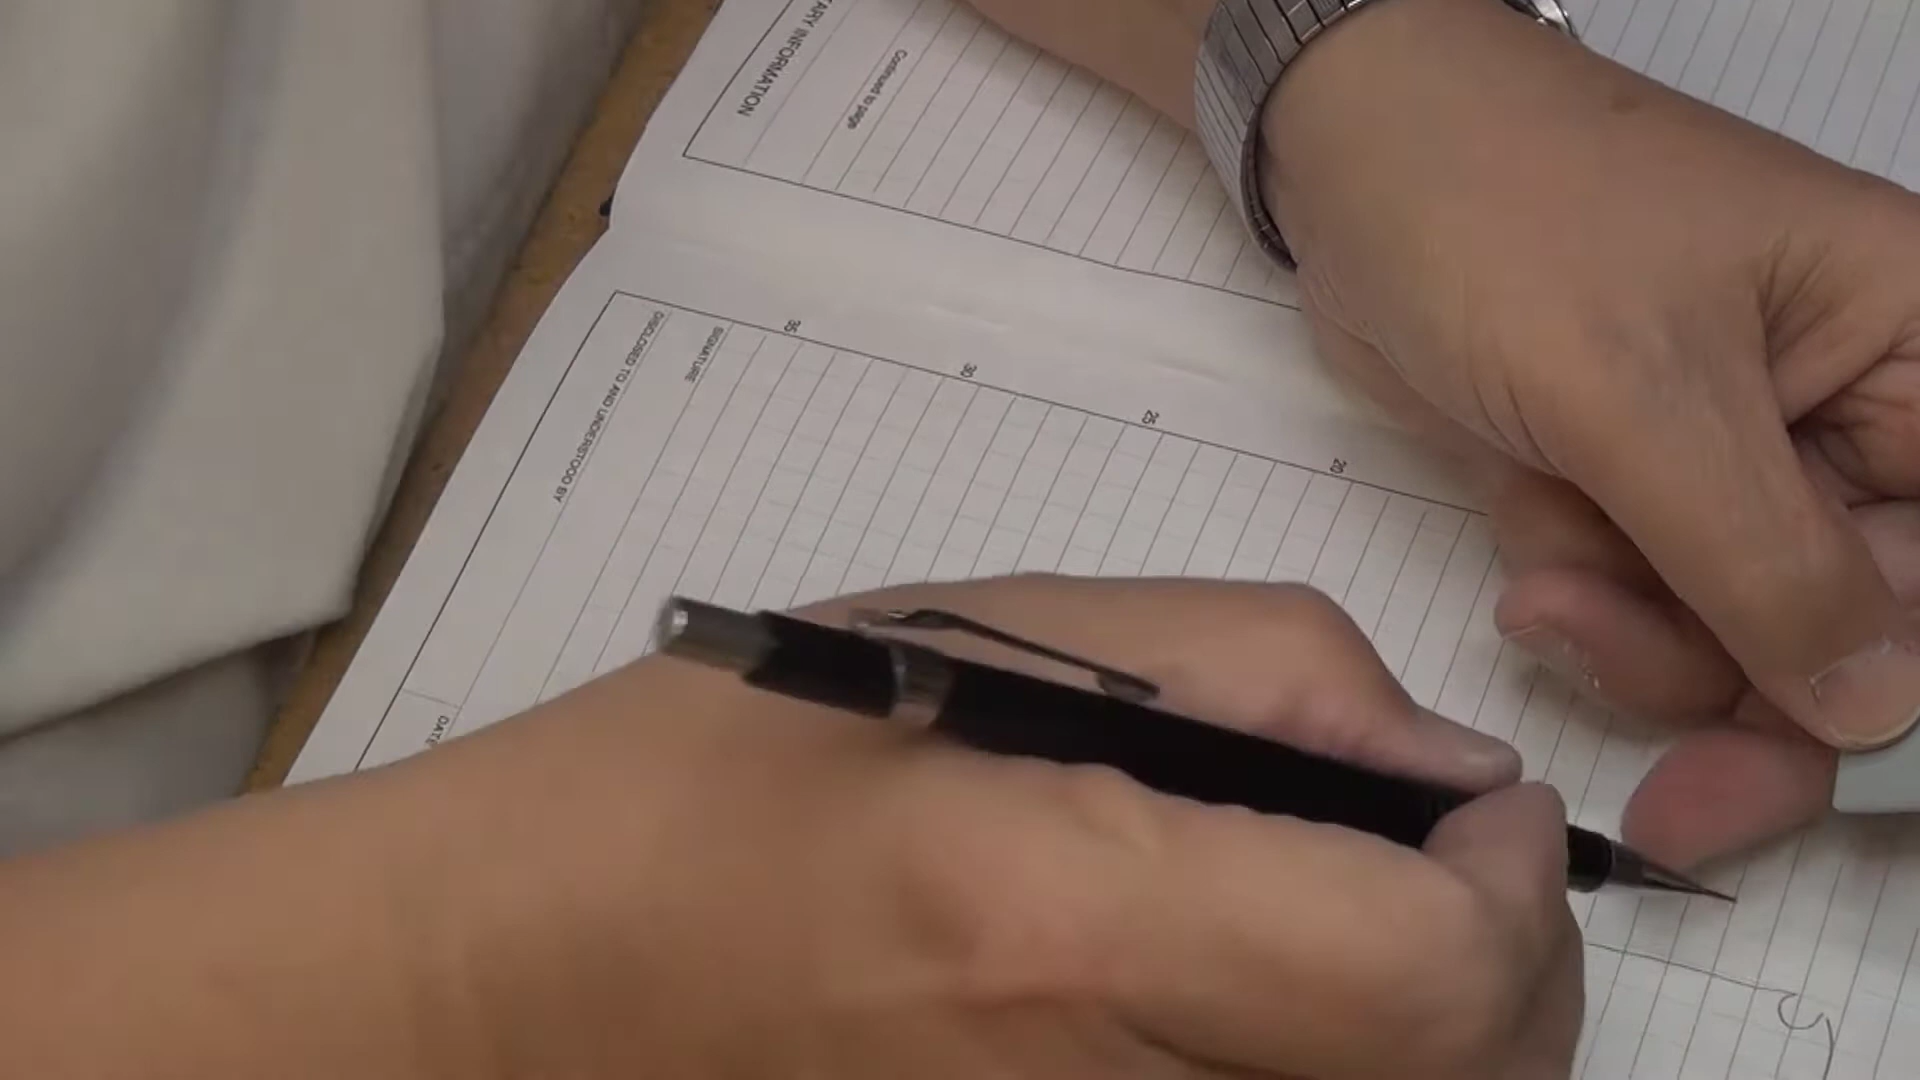 ARY INFORMATION
Continued to page
20
25
30
35
SIGNATURE
DISCLOSED TO AND UNDERSTOOD BY
DATE